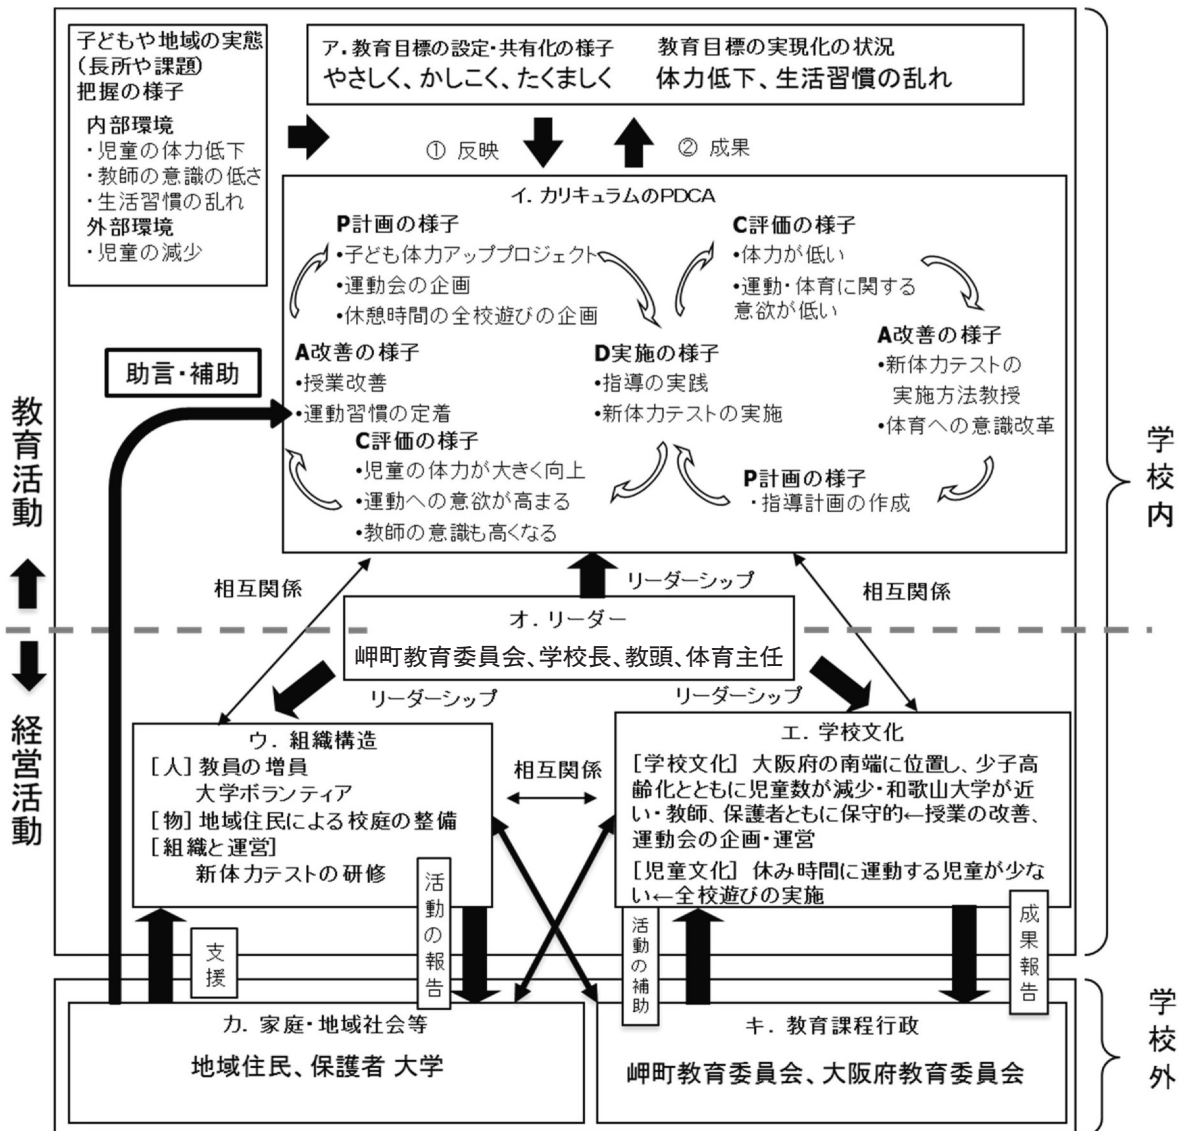 子どもや地域の実態
(長所や課題)
把握の様子
内部環境
・児童の体力低下
・教師の意識の低さ
・生活習慣の乱れ
外部環境
・児童の減少
ア．教育目標の設定・共有化の様子
やさしく、かしこく、たくましく
教育目標の実現化の状況
体力低下、生活習慣の乱れ
① 反映
② 成果
イ．カリキュラムのPDCA
P計画の様子
•子ども体力アッププロジェクト
•運動会の企画
•休憩時間の全校遊びの企画
C評価の様子
•体力が低い
•運動・体育に関する
意欲が低い
A改善の様子
•授業改善
•運動習慣の定着
D実施の様子
•指導の実践
•新体力テストの実施
A改善の様子
•新体力テストの
実施方法教授
•体育への意識改革
C評価の様子
•児童の体力が大きく向上
•運動への意欲が高まる
•教師の意識も高くなる
P計画の様子
・指導計画の作成
助言・補助
教育活動
経営活動
学校内
学校外
相互関係
リーダーシップ
相互関係
オ．リーダー
岬町教育委員会、学校長、教頭、体育主任
リーダーシップ
リーダーシップ
ウ．組織構造
[人] 教員の増員
大学ボランティア
[物] 地域住民による校庭の整備
[組織と運営]
新体力テストの研修
相互関係
エ．学校文化
[学校文化] 大阪府の南端に位置し、少子高
齢化とともに児童数が減少・和歌山大学が近
い・教師、保護者ともに保守的←授業の改善、
運動会の企画・運営
[児童文化] 休み時間に運動する児童が少な
い←全校遊びの実施
支援
活動の報告
活動の補助
成果報告
カ．家庭・地域社会等
地域住民、保護者 大学
キ．教育課程行政
岬町教育委員会、大阪府教育委員会